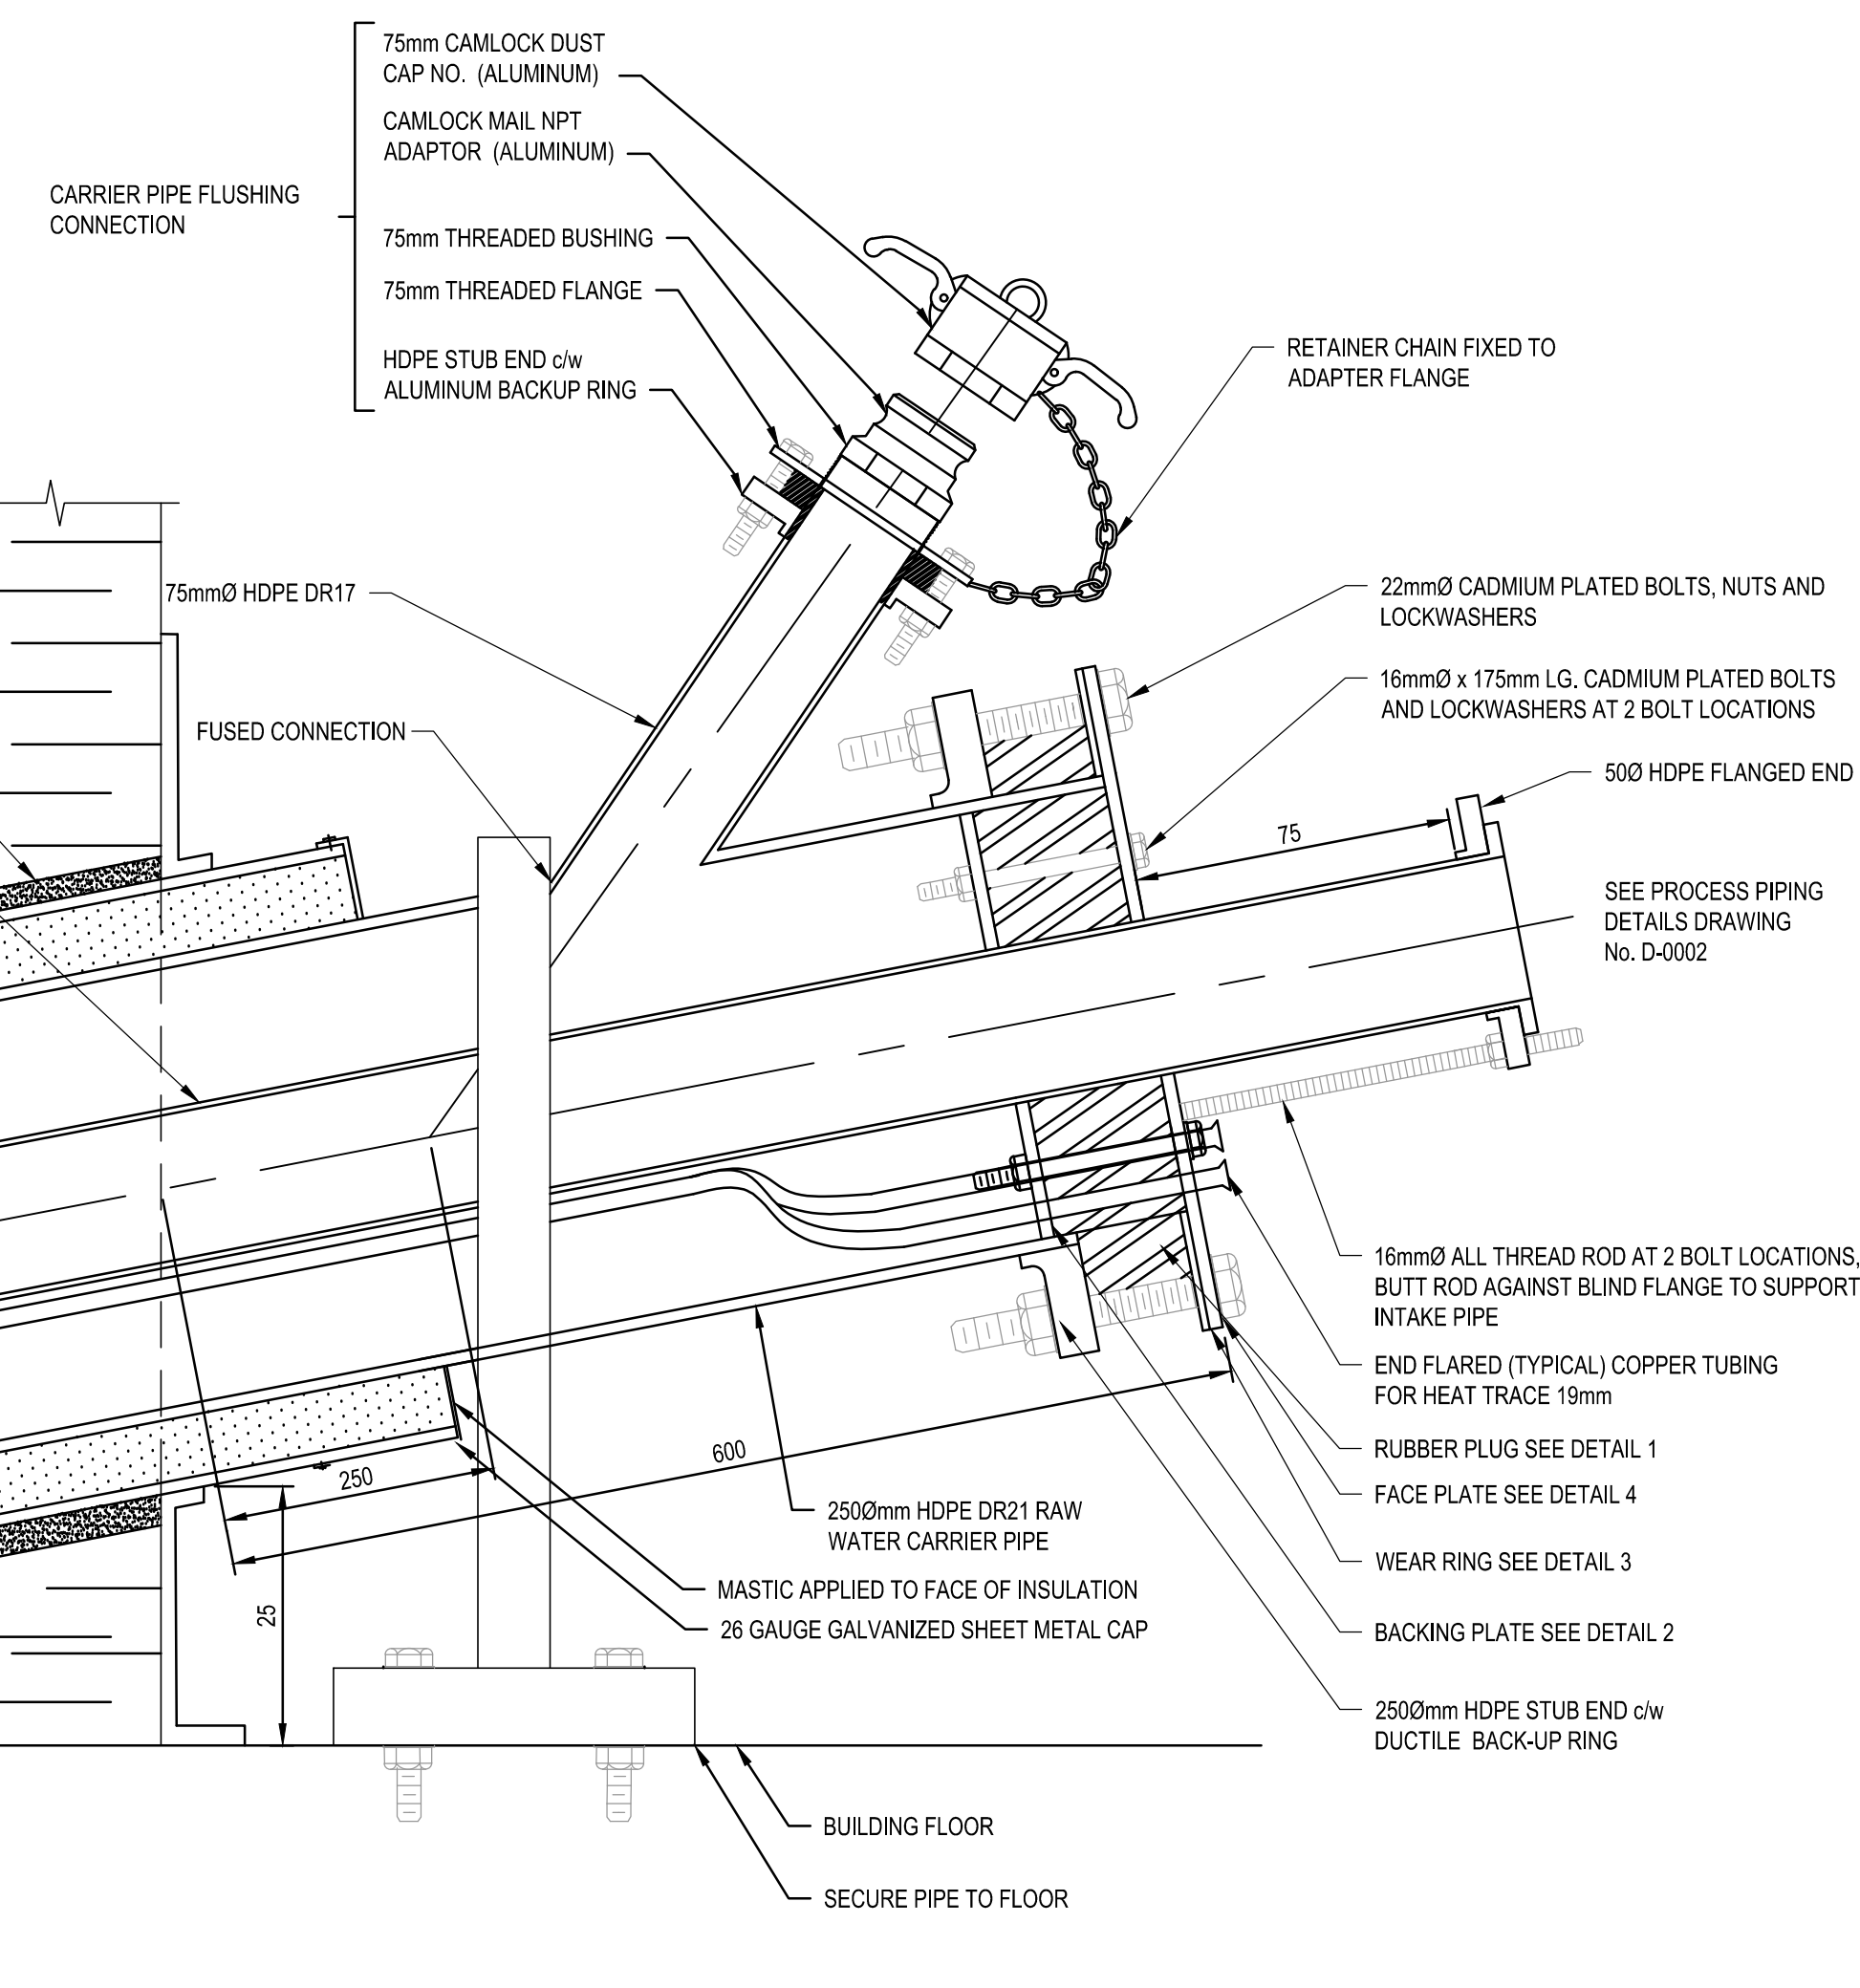 75mm CAMLOCK DUST
CAP NO. (ALUMINUM)
CAMLOCK MAIL NPT
ADAPTOR (ALUMINUM)
CARRIER PIPE FLUSHING
CONNECTION
75mm THREADED BUSHING
75mm THREADED FLANGE
HDPE STUB END c/w
ALUMINUM BACKUP RING
RETAINER CHAIN FIXED TO
ADAPTER FLANGE
75mmØ HDPE DR17
22mmØ CADMIUM PLATED BOLTS, NUTS AND
LOCKWASHERS
16mmØ x 175mm LG. CADMIUM PLATED BOLTS
AND LOCKWASHERS AT 2 BOLT LOCATIONS
FUSED CONNECTION
50Ø HDPE FLANGED END
75
SEE PROCESS PIPING
DETAILS DRAWING
No. D-0002
16mmØ ALL THREAD ROD AT 2 BOLT LOCATIONS,
BUTT ROD AGAINST BLIND FLANGE TO SUPPORT
INTAKE PIPE
END FLARED (TYPICAL) COPPER TUBING
FOR HEAT TRACE 19mm
RUBBER PLUG SEE DETAIL 1
600
250
FACE PLATE SEE DETAIL 4
250Ømm HDPE DR21 RAW
WATER CARRIER PIPE
WEAR RING SEE DETAIL 3
MASTIC APPLIED TO FACE OF INSULATION
25
26 GAUGE GALVANIZED SHEET METAL CAP
BACKING PLATE SEE DETAIL 2
250Ømm HDPE STUB END c/w
DUCTILE BACK-UP RING
BUILDING FLOOR
SECURE PIPE TO FLOOR